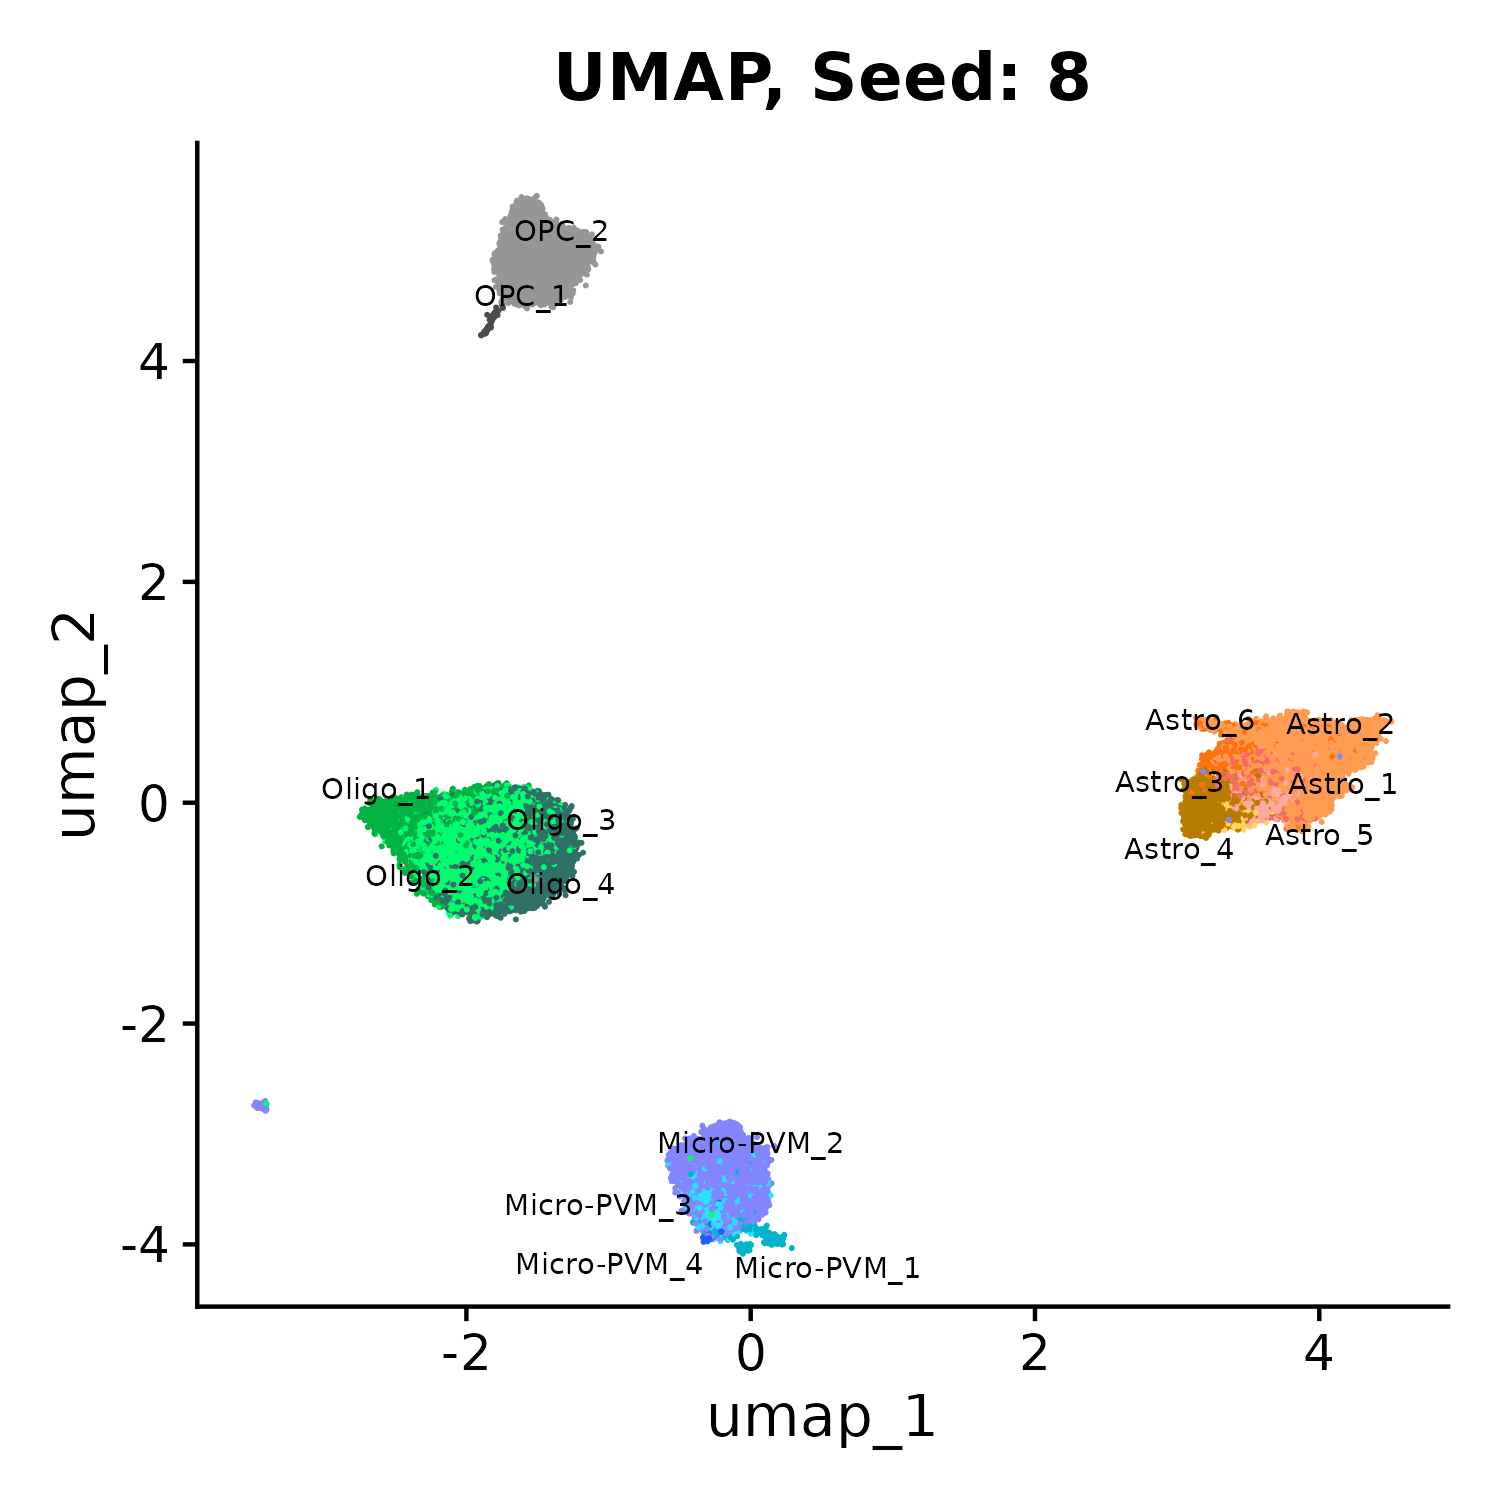 UMAP, Seed: 8
OPC_2
OPC_1
4
2
Astro_6
Astro_2
Astro_3
Astro_1
Oligo_1
0
Oligo_3
Astro_5
Astro_4
Oligo_2
Oligo_4
umap_2
-2
Micro-PVM_2
Micro-PVM_3
-4
Micro-PVM_4
Micro-PVM_1
-2
0
2
4
umap_1